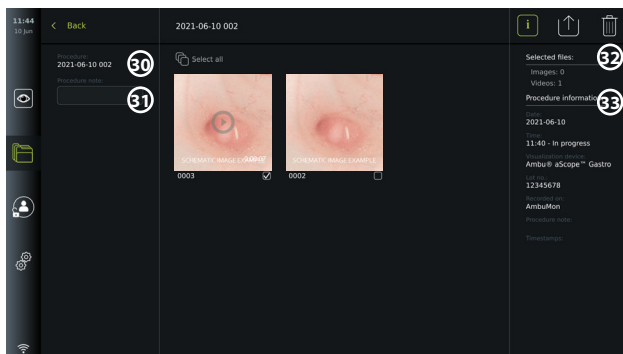 11:44
10 Jun
Back
2021-06-10 002
i
Procedure:
2021-06-10 002
30
Procedure note:
31
Select all
SCHEMATIC IMAGE EXAMPLE
0003
SCHEMATIC IMAGE EXAMPLE
0002
Selected files:
32
Images: 0
Videos: 1
Procedure information
33
Date:
2021-06-10
Time:
11:40 - In progress
Visualization device:
Ambu® aScope™ Gastro
Lot no.:
12345678
Recorded on:
AmbuMon
Procedure note:
Timestamps: